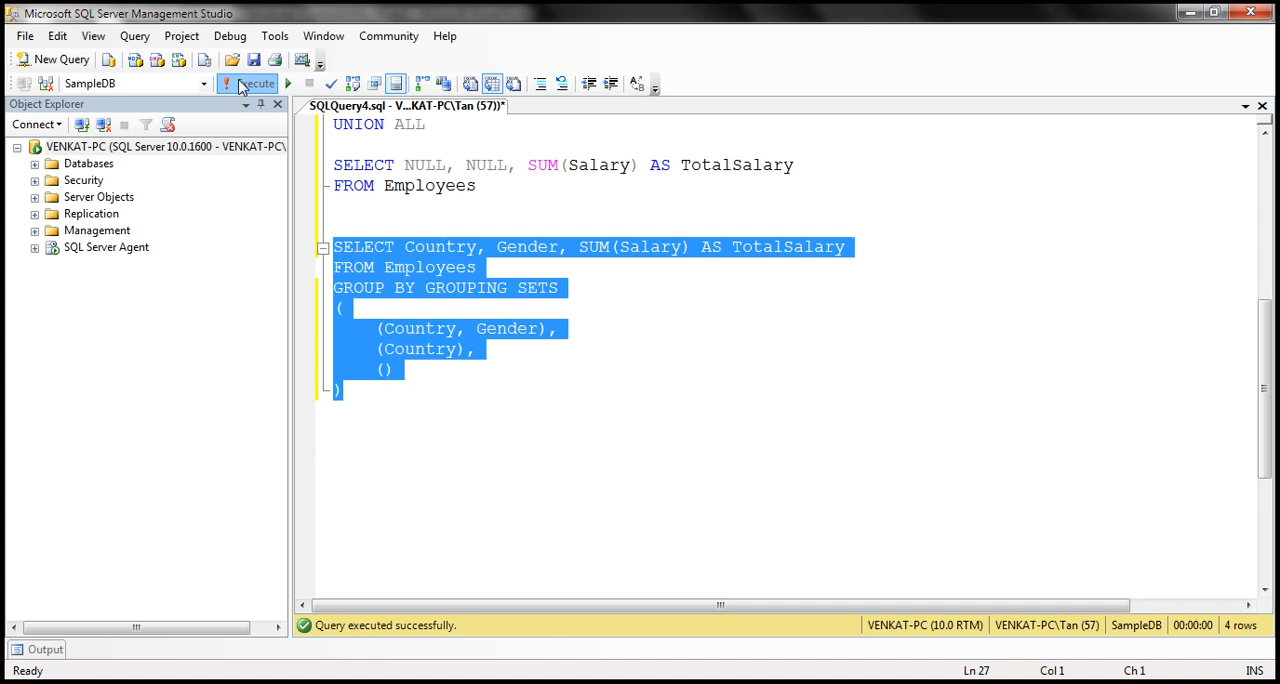 Microsoft SQL Server Management Studio
File Edit View Query Project Debug Tools Window Community Help
New Query
SampleDB Execute
Object Explorer
SQLQuery4.sql - V...KAT-PC\Tan (57))*
Connect
VENKAT-PC (SQL Server 10.0.1600 - VENKAT-PC\
Databases
Security
Server Objects
Replication
Management
SQL Server Agent
UNION ALL
SELECT NULL, NULL, SUM(Salary) AS TotalSalary
FROM Employees
SELECT Country, Gender, SUM(Salary) AS TotalSalary
FROM Employees
GROUP BY GROUPING SETS
(
(Country, Gender),
(Country),
()
)
Query executed successfully. VENKAT-PC (10.0 RTM) VENKAT-PC\Tan (57) SampleDB 00:00:00 4 rows
Output
Ready Ln 27 Col 1 Ch 1 INS